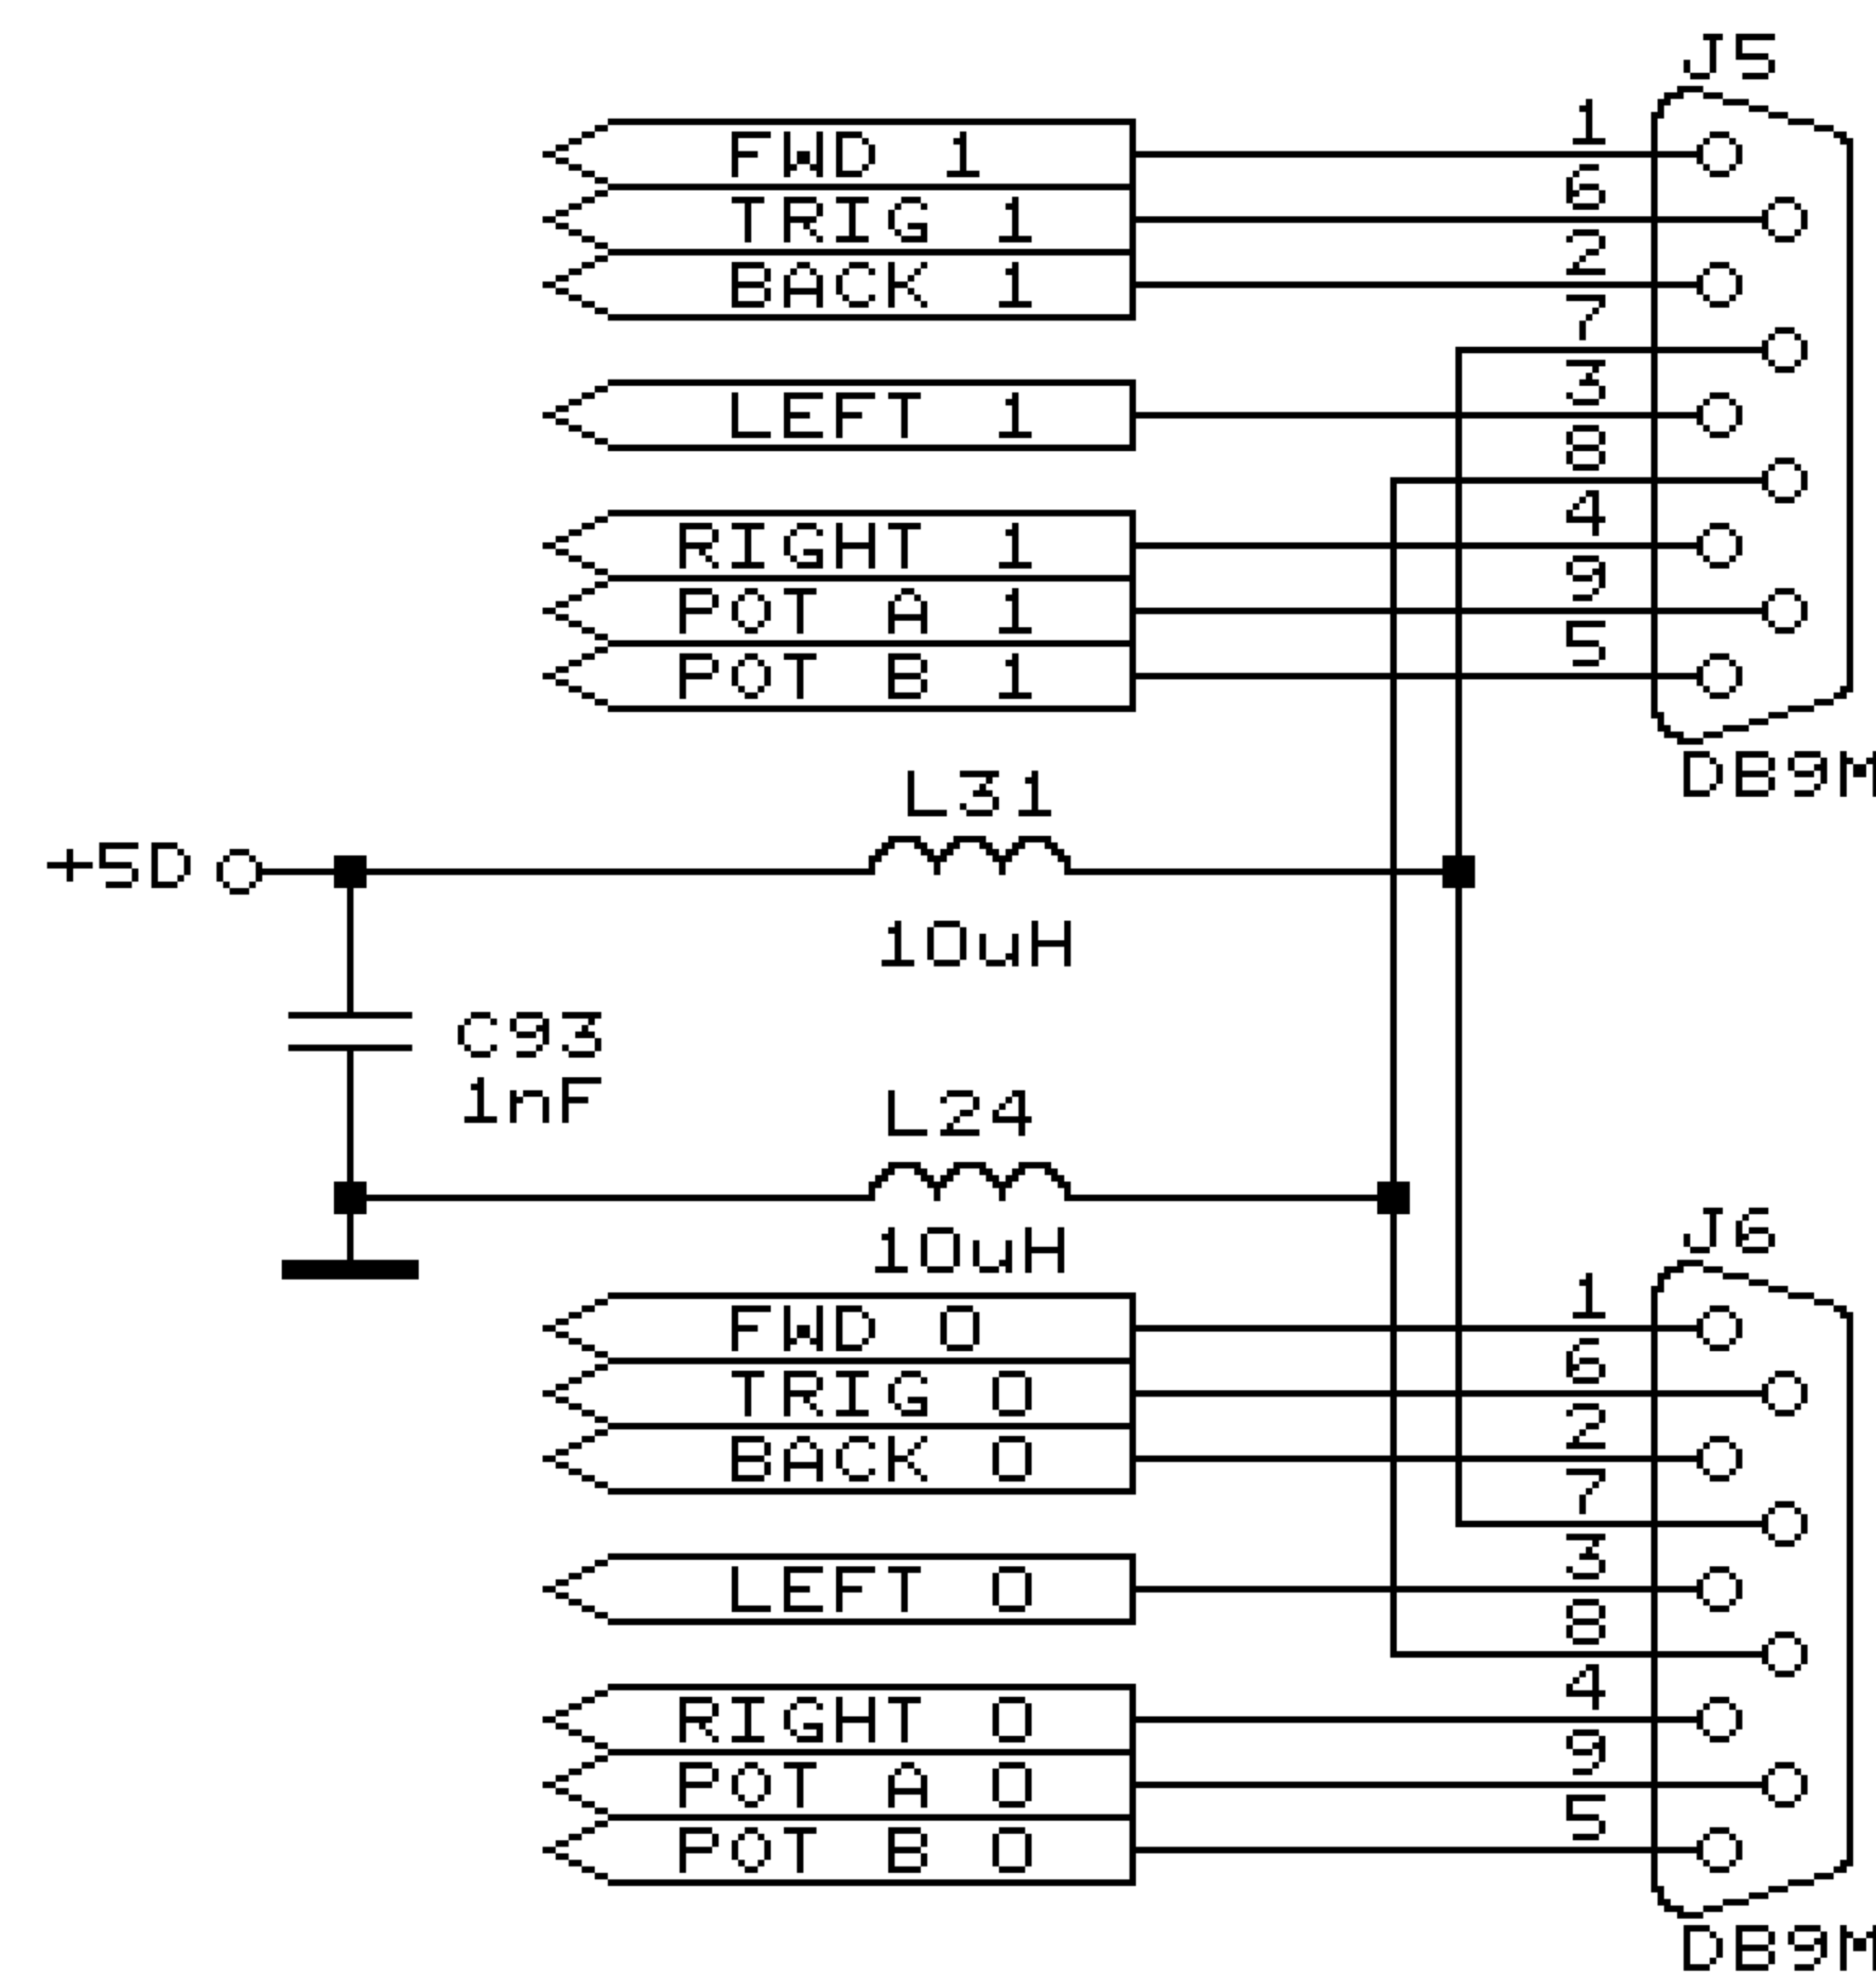 J5
1
FWD 1
6
TRIG 1
2
BACK 1
7
3
LEFT 1
8
4
RIGHT 1
9
POT A 1
5
POT B 1
DB9M
L31
+5D
10uH
C93
1nF
L24
10uH
J6
1
FWD 0
6
TRIG 0
2
BACK 0
7
3
LEFT 0
8
4
RIGHT 0
9
POT A 0
5
POT B 0
DB9M